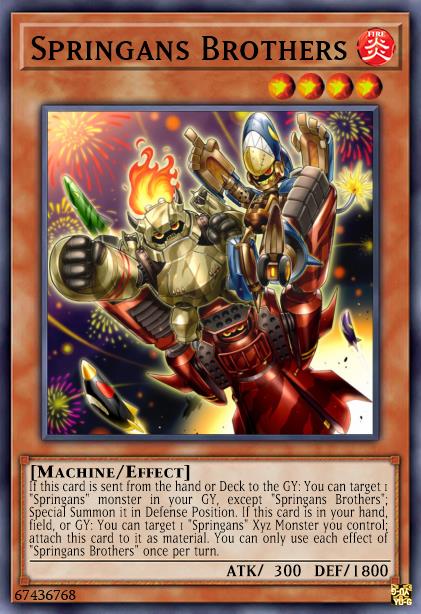 SPRINGANS BROTHERS
FIRE
炎
[MACHINE/EFFECT]
If this card is sent from the hand or Deck to the GY: You can target 1
"Springans" monster in your GY, except "Springans Brothers";
Special Summon it in Defense Position. If this card is in your hand,
field, or GY: You can target 1 "Springans" Xyz Monster you control;
attach this card to it as material. You can only use each effect of
"Springans Brothers" once per turn.
ATK/ 300 DEF/1800
67436768